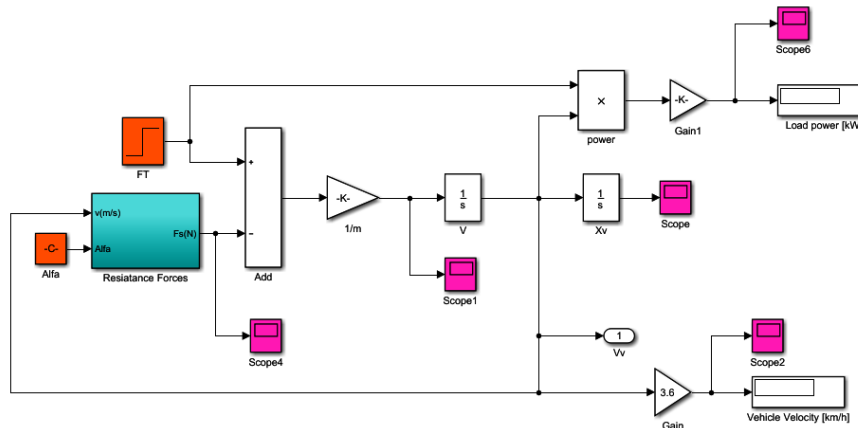 Scope6
×
-K-
Load power [kW
power
Gain1
FT
+
-K-
1
s
1
s
v(m/s)
Fs(N)
−
Scope
V
Xv
1/m
-C-
Alfa
Alfa
Resiatance Forces
Add
Scope1
1
Vv
Scope4
Scope2
3.6
Gain
Vehicle Velocity [km/h]